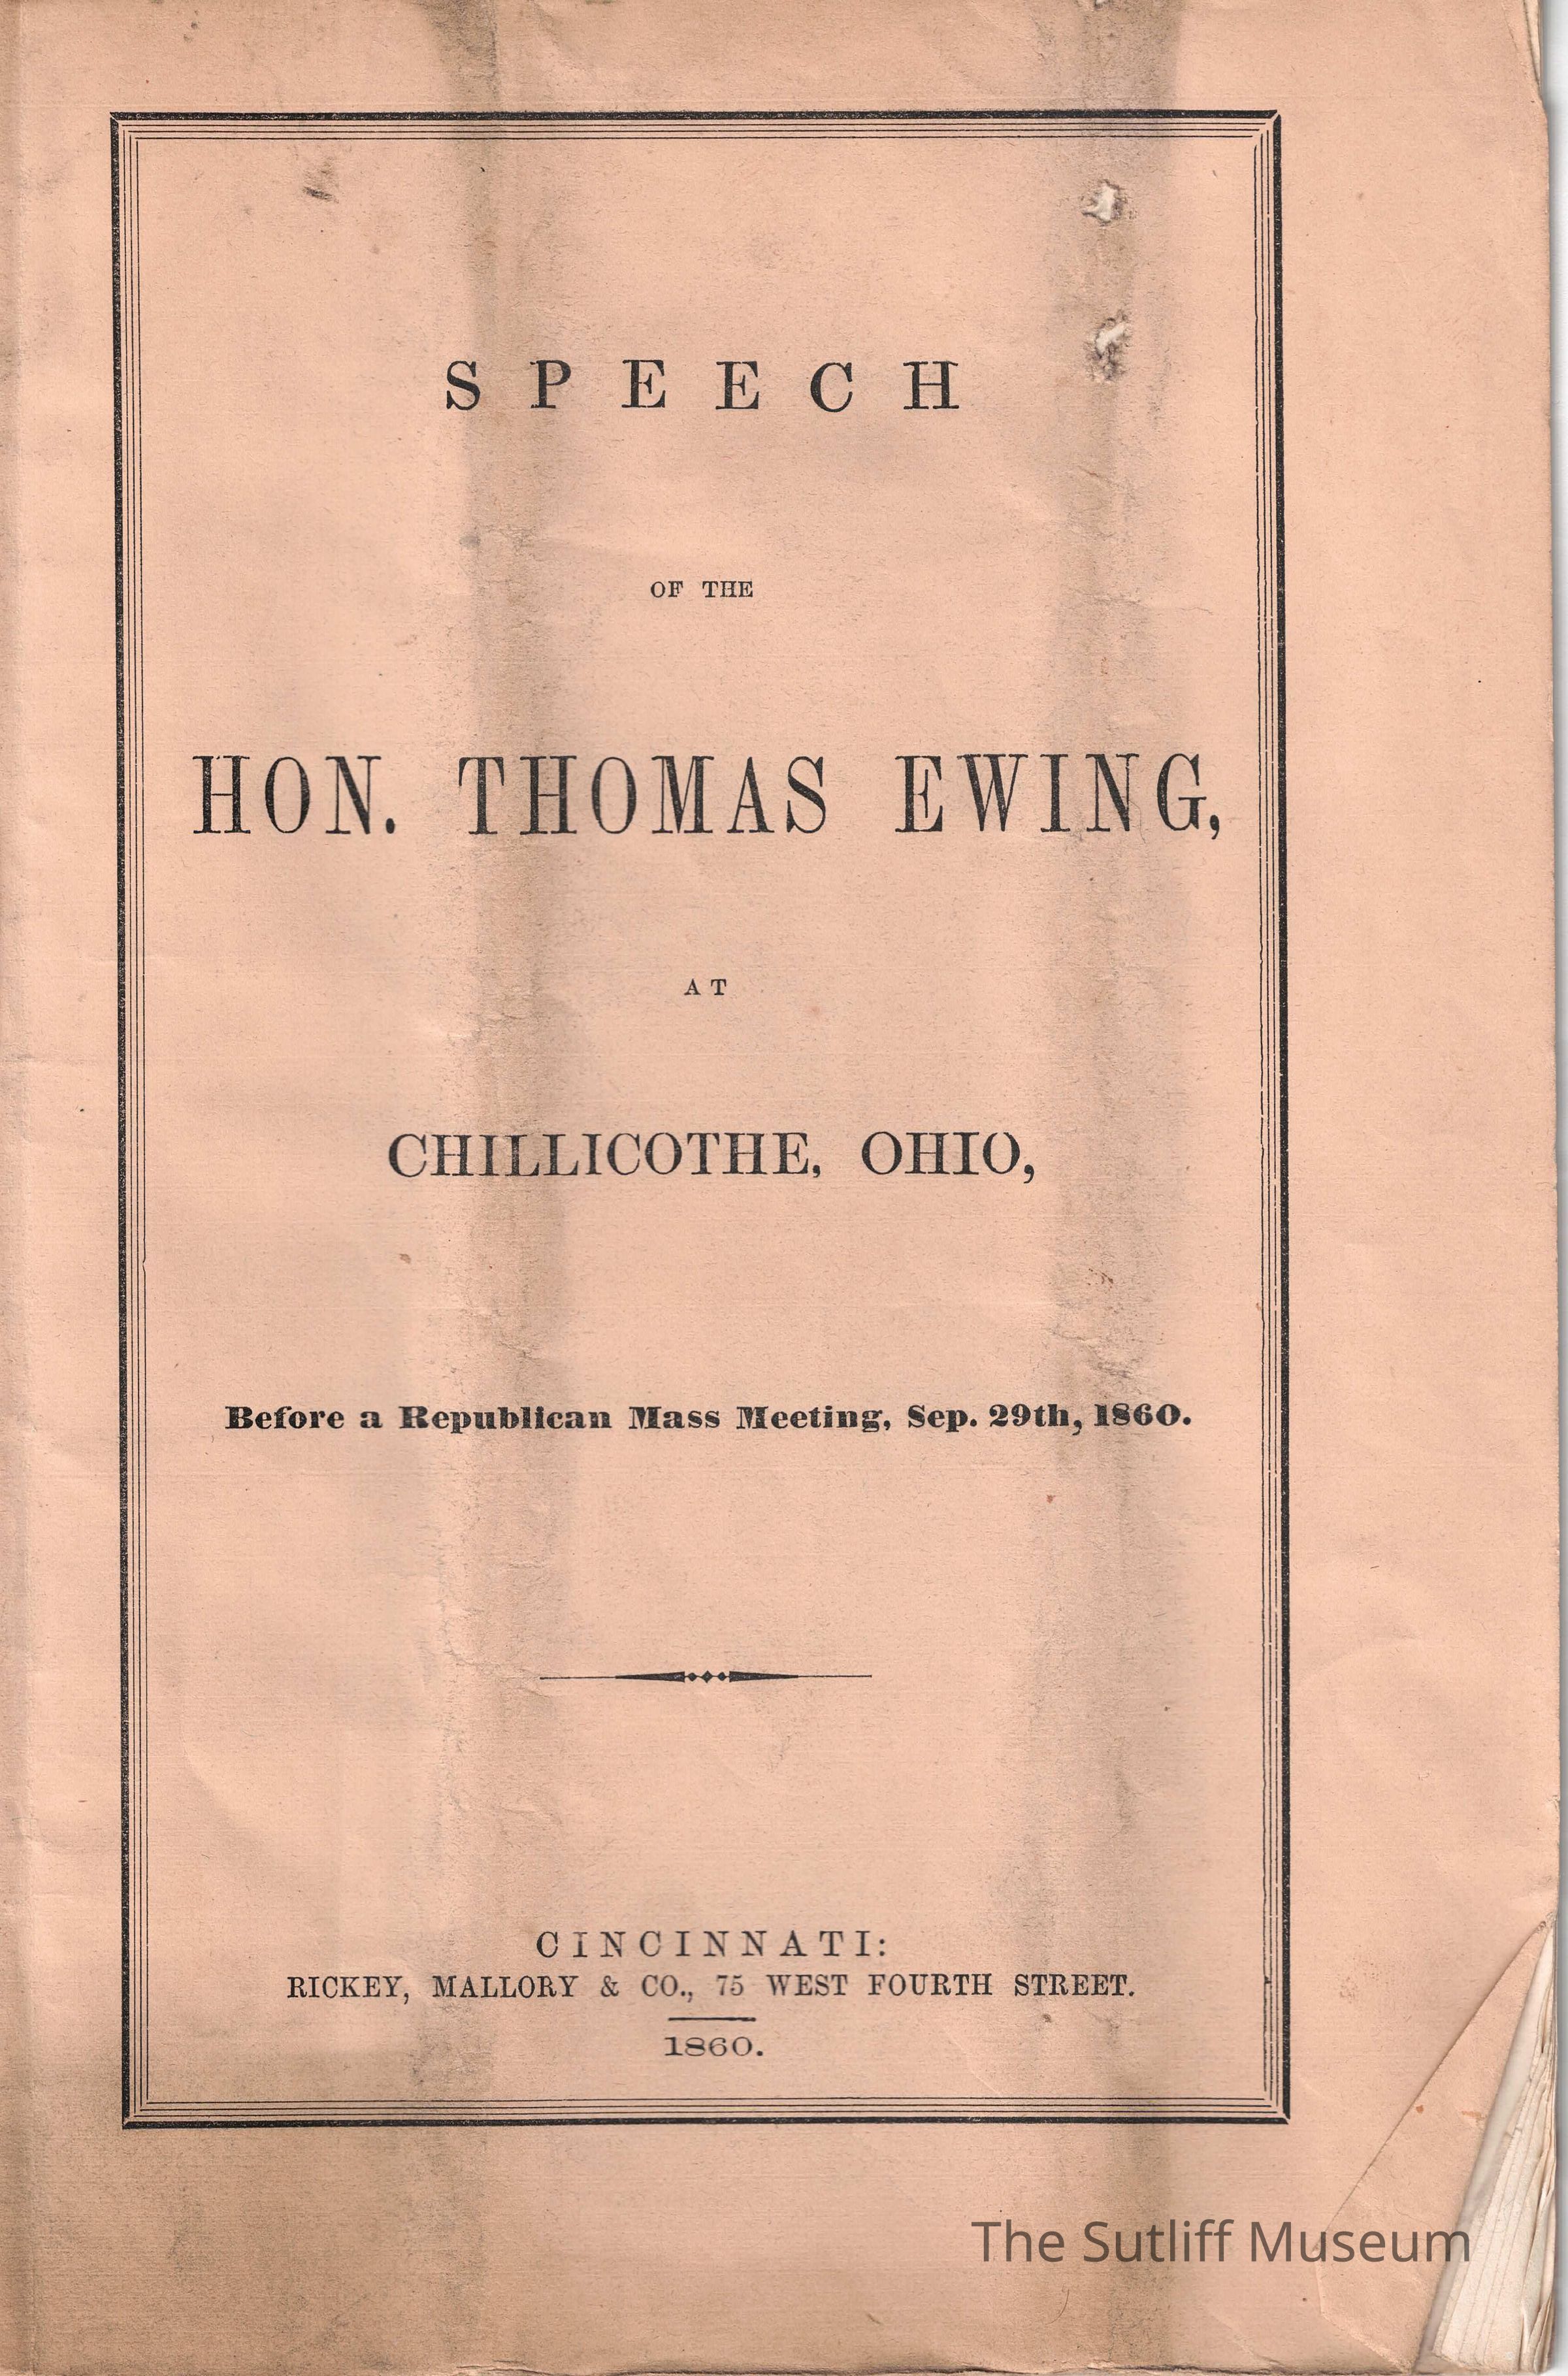 SPEECH
OF THE
HON. THOMAS EWING,
AT
CHILLICOTHE, OHIO,
Before a Republican Mass Meeting, Sep. 29th, 1860.
CINCINNATI:
RICKEY, MALLORY & CO., 75 WEST FOURTH STREET.
1860.
The Sutliff Museum